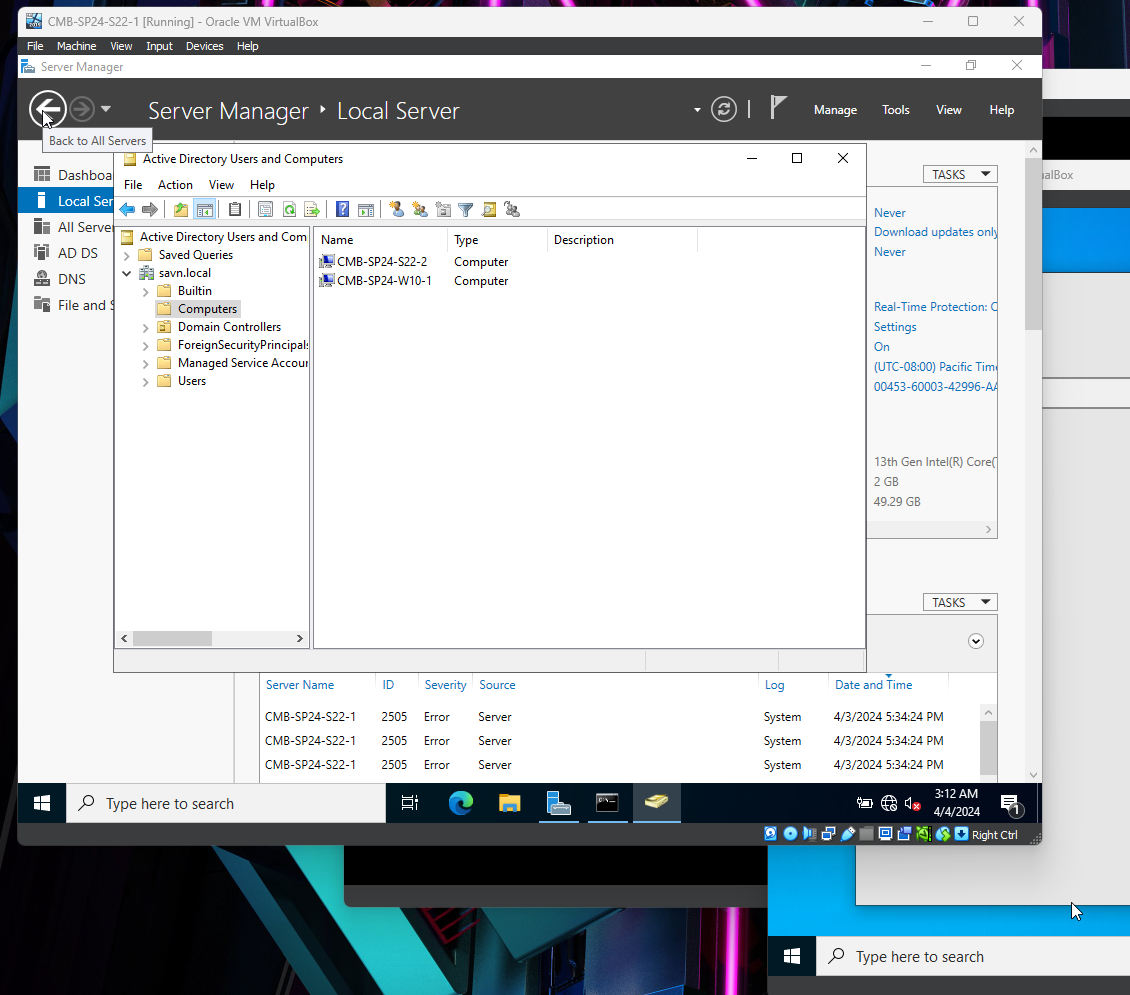 CMB-SP24-S22-1 [Running] - Oracle VM VirtualBox
File Machine View Input Devices Help
Server Manager
Server Manager ‣ Local Server
Manage Tools View Help
Back to All Servers
Dashboa
Local Ser
All Server
AD DS
DNS
File and S
TASKS
Never
Download updates only
Never
Real-Time Protection: O
Settings
On
(UTC-08:00) Pacific Time
00453-60003-42996-AA
13th Gen Intel(R) Core(T
2 GB
49.29 GB
TASKS
Active Directory Users and Computers
File Action View Help
Active Directory Users and Com
Saved Queries
savn.local
Builtin
Computers
Domain Controllers
ForeignSecurityPrincipals
Managed Service Accour
Users
Name Type Description
CMB-SP24-S22-2 Computer
CMB-SP24-W10-1 Computer
Server Name ID Severity Source Log Date and Time
CMB-SP24-S22-1 2505 Error Server System 4/3/2024 5:34:24 PM
CMB-SP24-S22-1 2505 Error Server System 4/3/2024 5:34:24 PM
CMB-SP24-S22-1 2505 Error Server System 4/3/2024 5:34:24 PM
Type here to search
3:12 AM
4/4/2024
1
Right Ctrl
ualBox
Type here to search